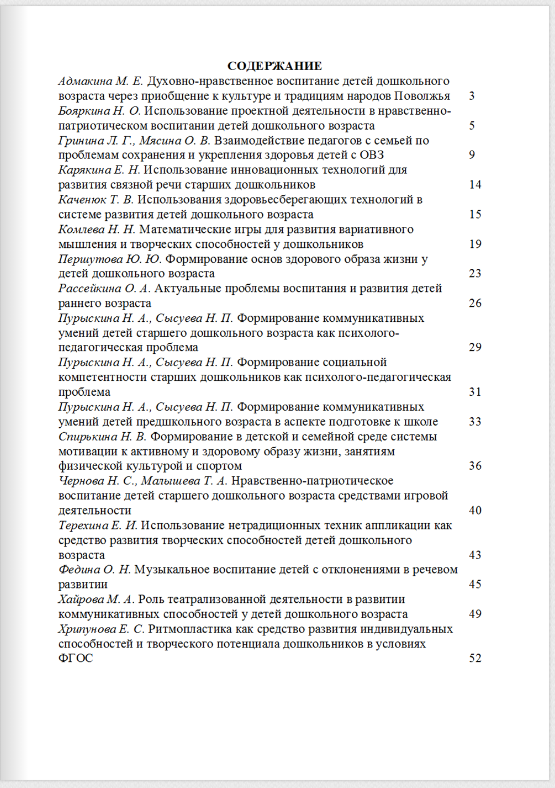 СОДЕРЖАНИЕ
Адмакина М. Е. Духовно-нравственное воспитание детей дошкольного
возраста через приобщение к культуре и традициям народов Поволжья 3
Бояркина Н. О. Использование проектной деятельности в нравственно-
патриотическом воспитании детей дошкольного возраста 5
Гринина Л. Г., Мясина О. В. Взаимодействие педагогов с семьей по
проблемам сохранения и укрепления здоровья детей с ОВЗ 9
Карякина Е. Н. Использование инновационных технологий для
развития связной речи старших дошкольников 14
Каченюк Т. В. Использования здоровьесберегающих технологий в
системе развития детей дошкольного возраста 15
Комлева Н. Н. Математические игры для развития вариативного
мышления и творческих способностей у дошкольников 19
Першутова Ю. Ю. Формирование основ здорового образа жизни у
детей дошкольного возраста 23
Рассейкина О. А. Актуальные проблемы воспитания и развития детей
раннего возраста 26
Пурыскина Н. А., Сысуева Н. П. Формирование коммуникативных
умений детей старшего дошкольного возраста как психолого-
педагогическая проблема 29
Пурыскина Н. А., Сысуева Н. П. Формирование социальной
компетентности старших дошкольников как психолого-педагогическая
проблема 31
Пурыскина Н. А., Сысуева Н. П. Формирование коммуникативных
умений детей предшкольного возраста в аспекте подготовке к школе 33
Спирькина Н. В. Формирование в детской и семейной среде системы
мотивации к активному и здоровому образу жизни, занятиям
физической культурой и спортом 36
Чернова Н. С., Малышева Т. А. Нравственно-патриотическое
воспитание детей старшего дошкольного возраста средствами игровой
деятельности 40
Терехина Е. И. Использование нетрадиционных техник аппликации как
средство развития творческих способностей детей дошкольного
возраста 43
Федина О. Н. Музыкальное воспитание детей с отклонениями в речевом
развитии 45
Хайрова М. А. Роль театрализованной деятельности в развитии
коммуникативных способностей у детей дошкольного возраста 49
Хрипунова Е. С. Ритмопластика как средство развития индивидуальных
способностей и творческого потенциала дошкольников в условиях
ФГОС 52